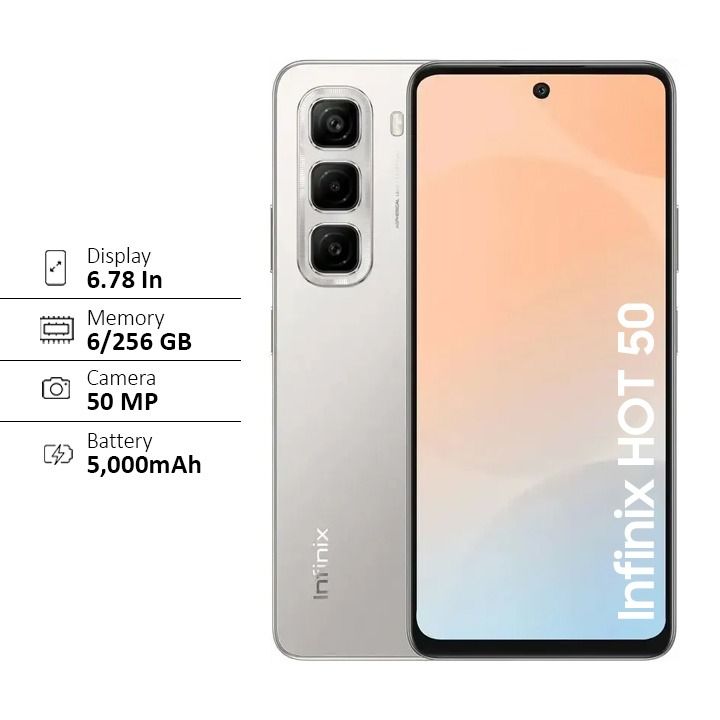 Display
6.78 In
Memory
6/256 GB
Camera
50 MP
Battery
5,000mAh
Infinix
Infinix HOT 50